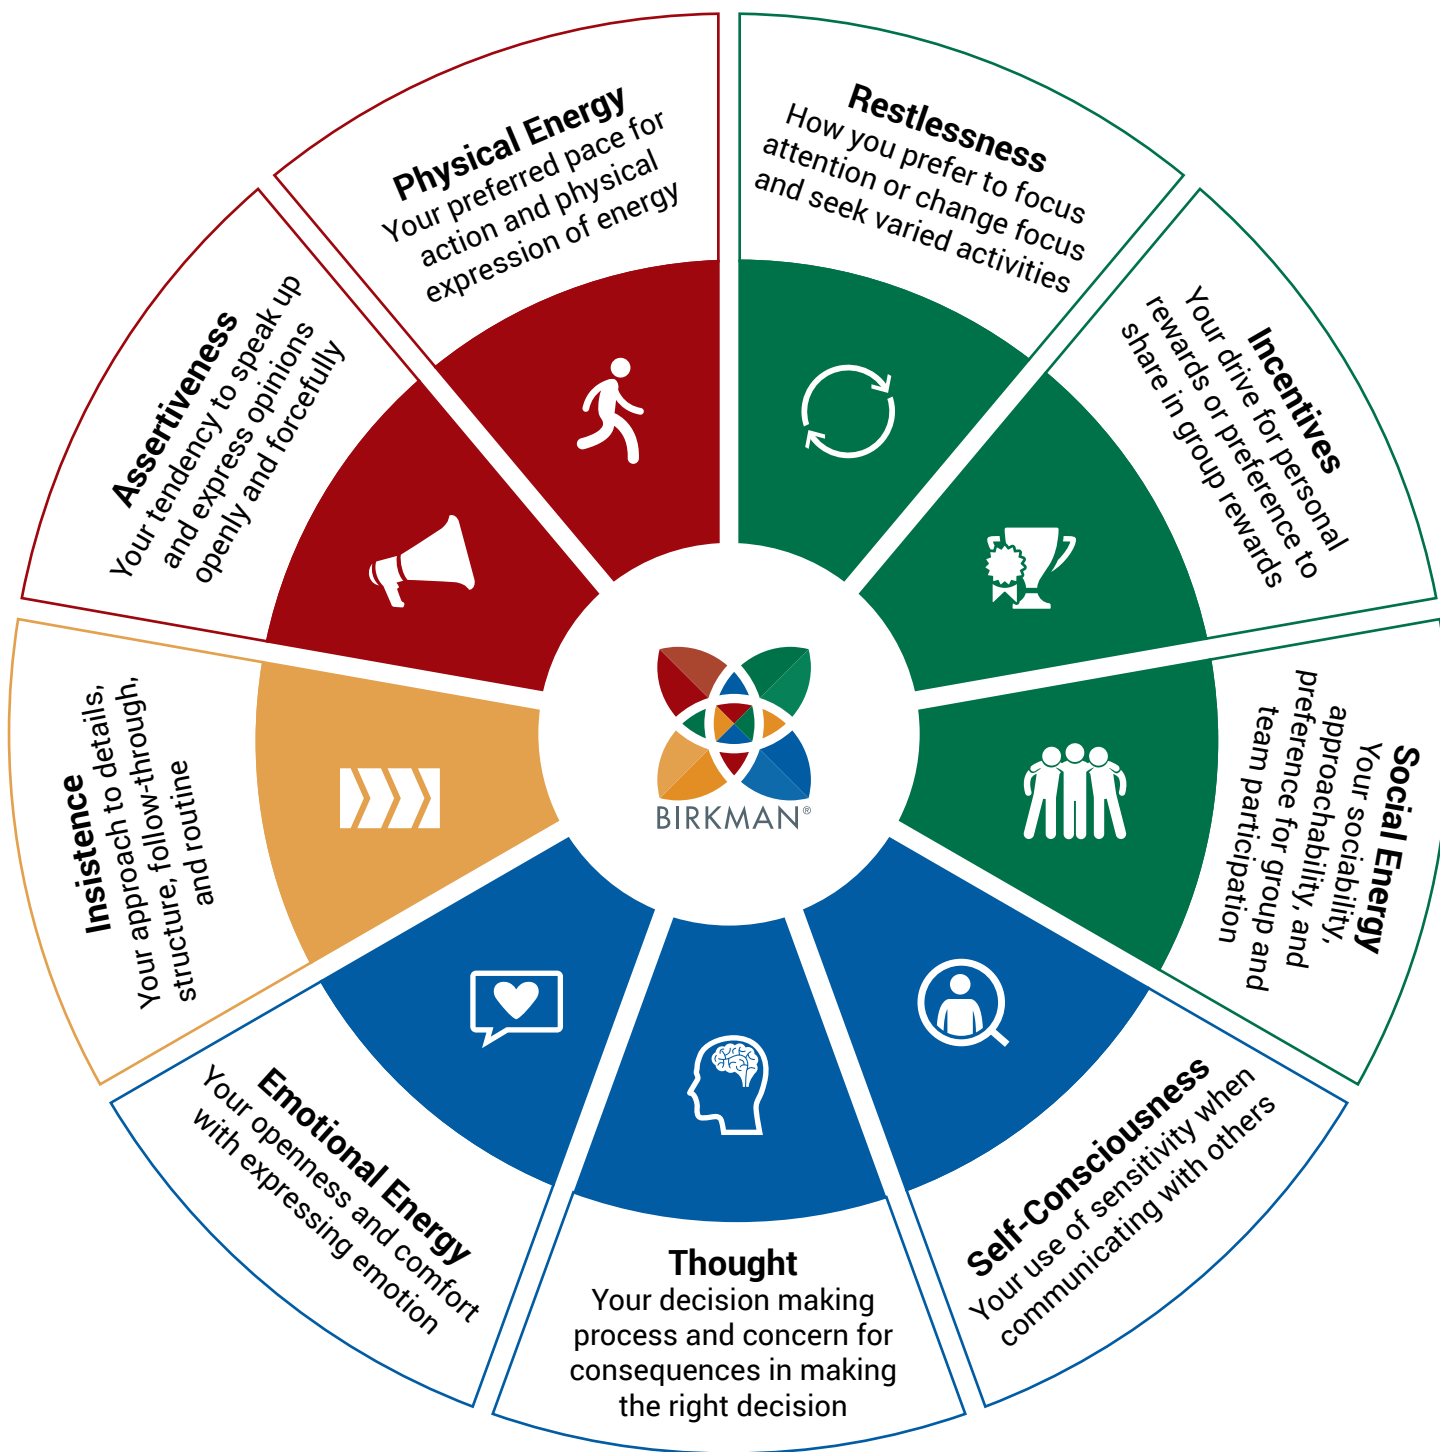 Physical Energy
Your preferred pace for
action and physical
expression of energy
Restlessness
How you prefer to focus
attention or change focus
and seek varied activities
Incentives
Your drive for personal
rewards or preference to
share in group rewards
Social Energy
Your sociability,
approachability, and
preference for group and
team participation
Self-Consciousness
Your use of sensitivity when
communicating with others
Thought
Your decision making
process and concern for
consequences in making
the right decision
Emotional Energy
Your openness and comfort
with expressing emotion
Insistence
Your approach to details,
structure, follow-through,
and routine
Assertiveness
Your tendency to speak up
and express opinions
openly and forcefully
BIRKMAN®